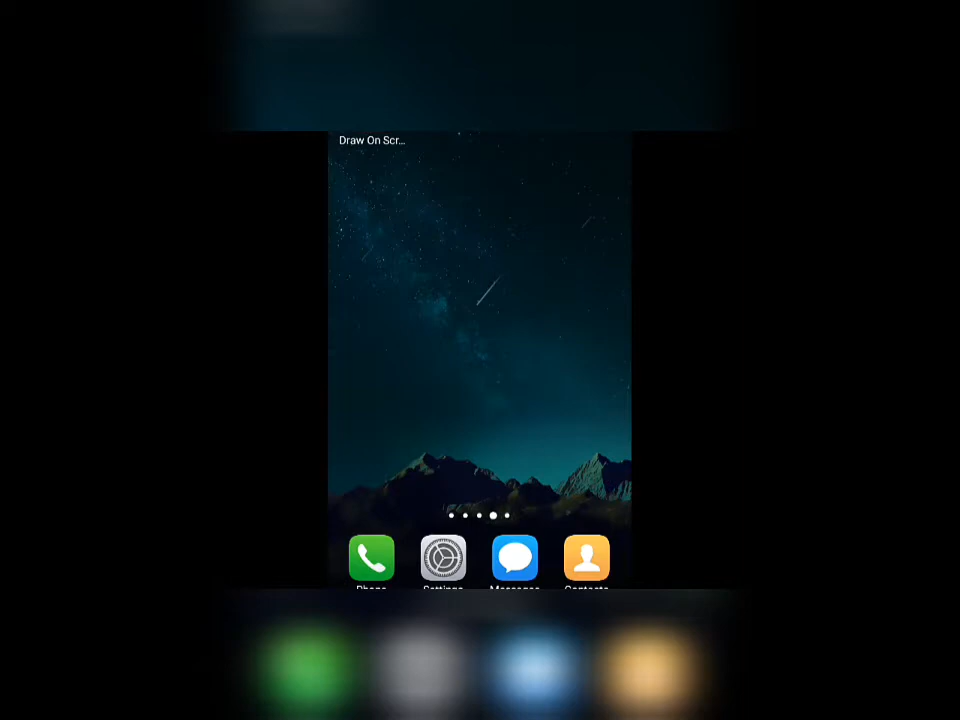 Draw On Scr...
Phone
Settings
Messages
Contacts